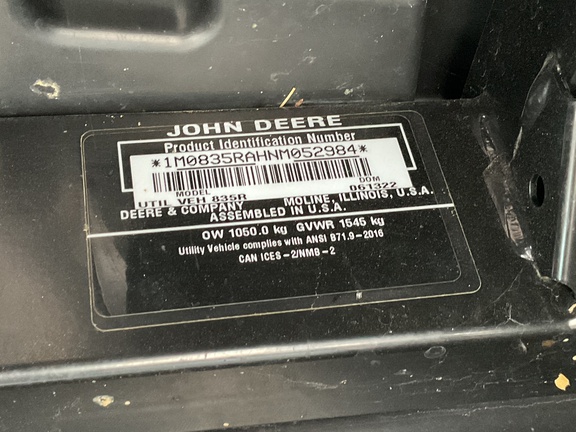 JOHN DEERE
Product Identification Number
*1M0835RAHNM052984*
MODEL DOM
UTIL VEH 835R 061322
DEERE & COMPANY MOLINE, ILLINOIS, U.S.A.
ASSEMBLED IN U.S.A.
OW 1050.0 kg GVWR 1545 kg
Utility Vehicle complies with ANSI B71.9-2016
CAN ICES-2/NMB-2